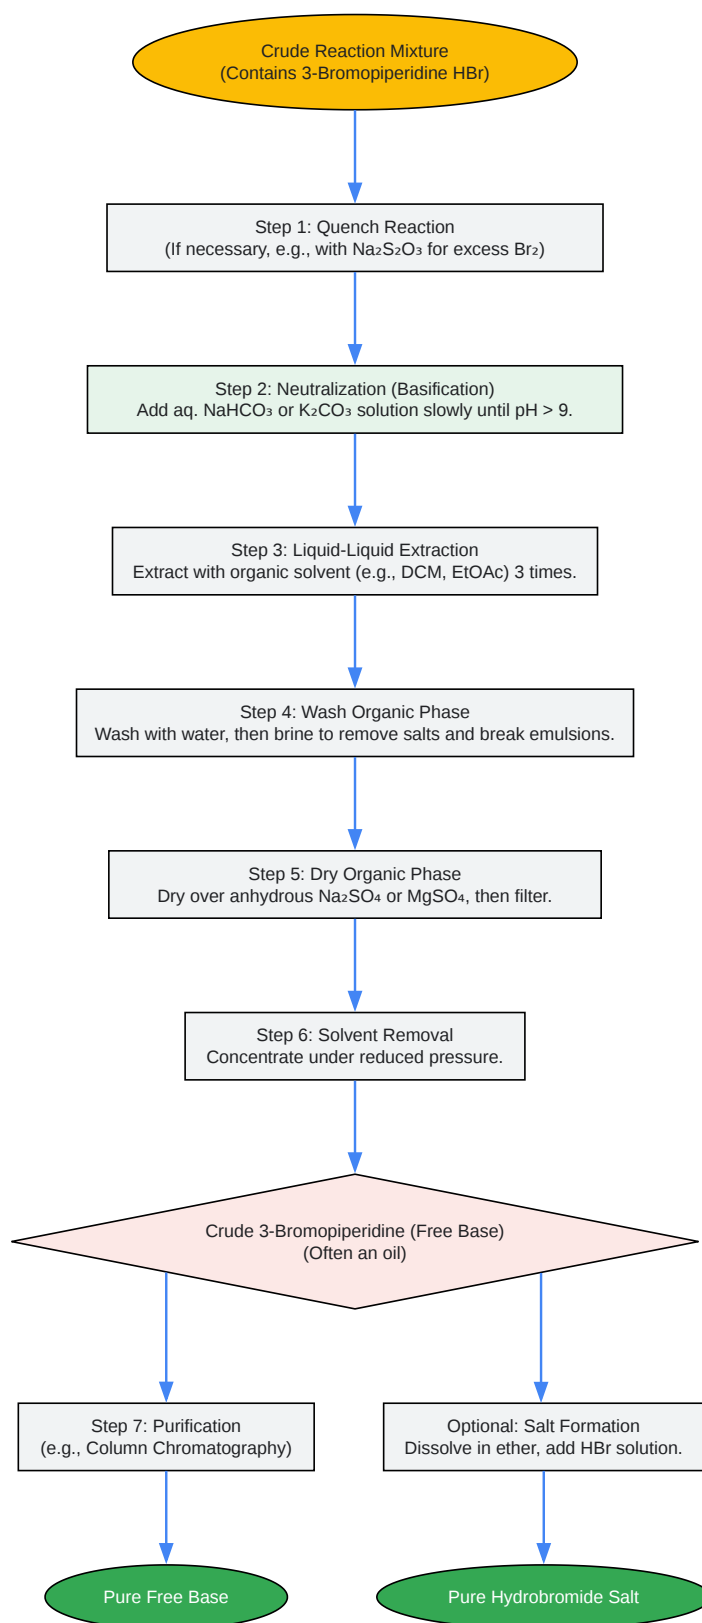 Crude Reaction Mixture
(Contains 3-Bromopiperidine HBr)
Step 1: Quench Reaction
(If necessary, e.g., with Na₂S₂O₃ for excess Br₂)
Step 2: Neutralization (Basification)
Add aq. NaHCO₃ or K₂CO₃ solution slowly until pH > 9.
Step 3: Liquid-Liquid Extraction
Extract with organic solvent (e.g., DCM, EtOAc) 3 times.
Step 4: Wash Organic Phase
Wash with water, then brine to remove salts and break emulsions.
Step 5: Dry Organic Phase
Dry over anhydrous Na₂SO₄ or MgSO₄, then filter.
Step 6: Solvent Removal
Concentrate under reduced pressure.
Crude 3-Bromopiperidine (Free Base)
(Often an oil)
Step 7: Purification
(e.g., Column Chromatography)
Optional: Salt Formation
Dissolve in ether, add HBr solution.
Pure Free Base
Pure Hydrobromide Salt